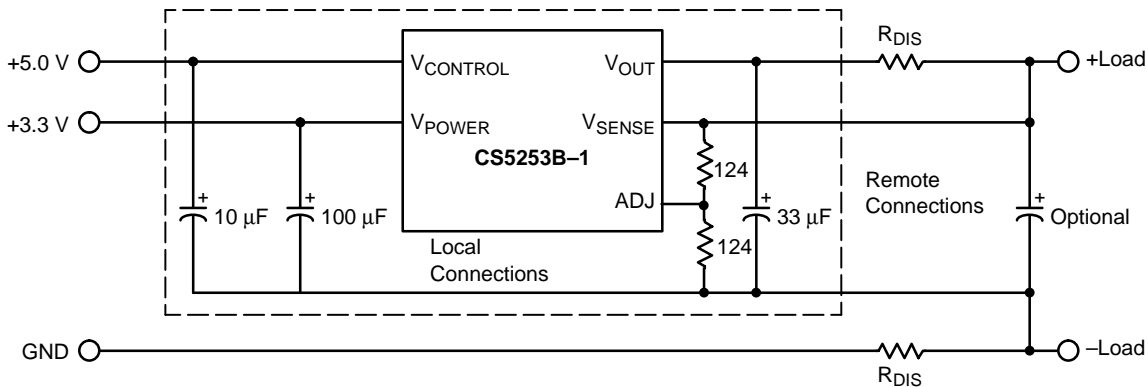 +5.0 V
V_CONTROL
V_OUT
R_DIS
+Load
+3.3 V
V_POWER
V_SENSE
CS5253B–1
124
ADJ
+
10 μF
+
100 μF
+
33 μF
Remote
Connections
+
Optional
124
Local
Connections
GND
R_DIS
–Load